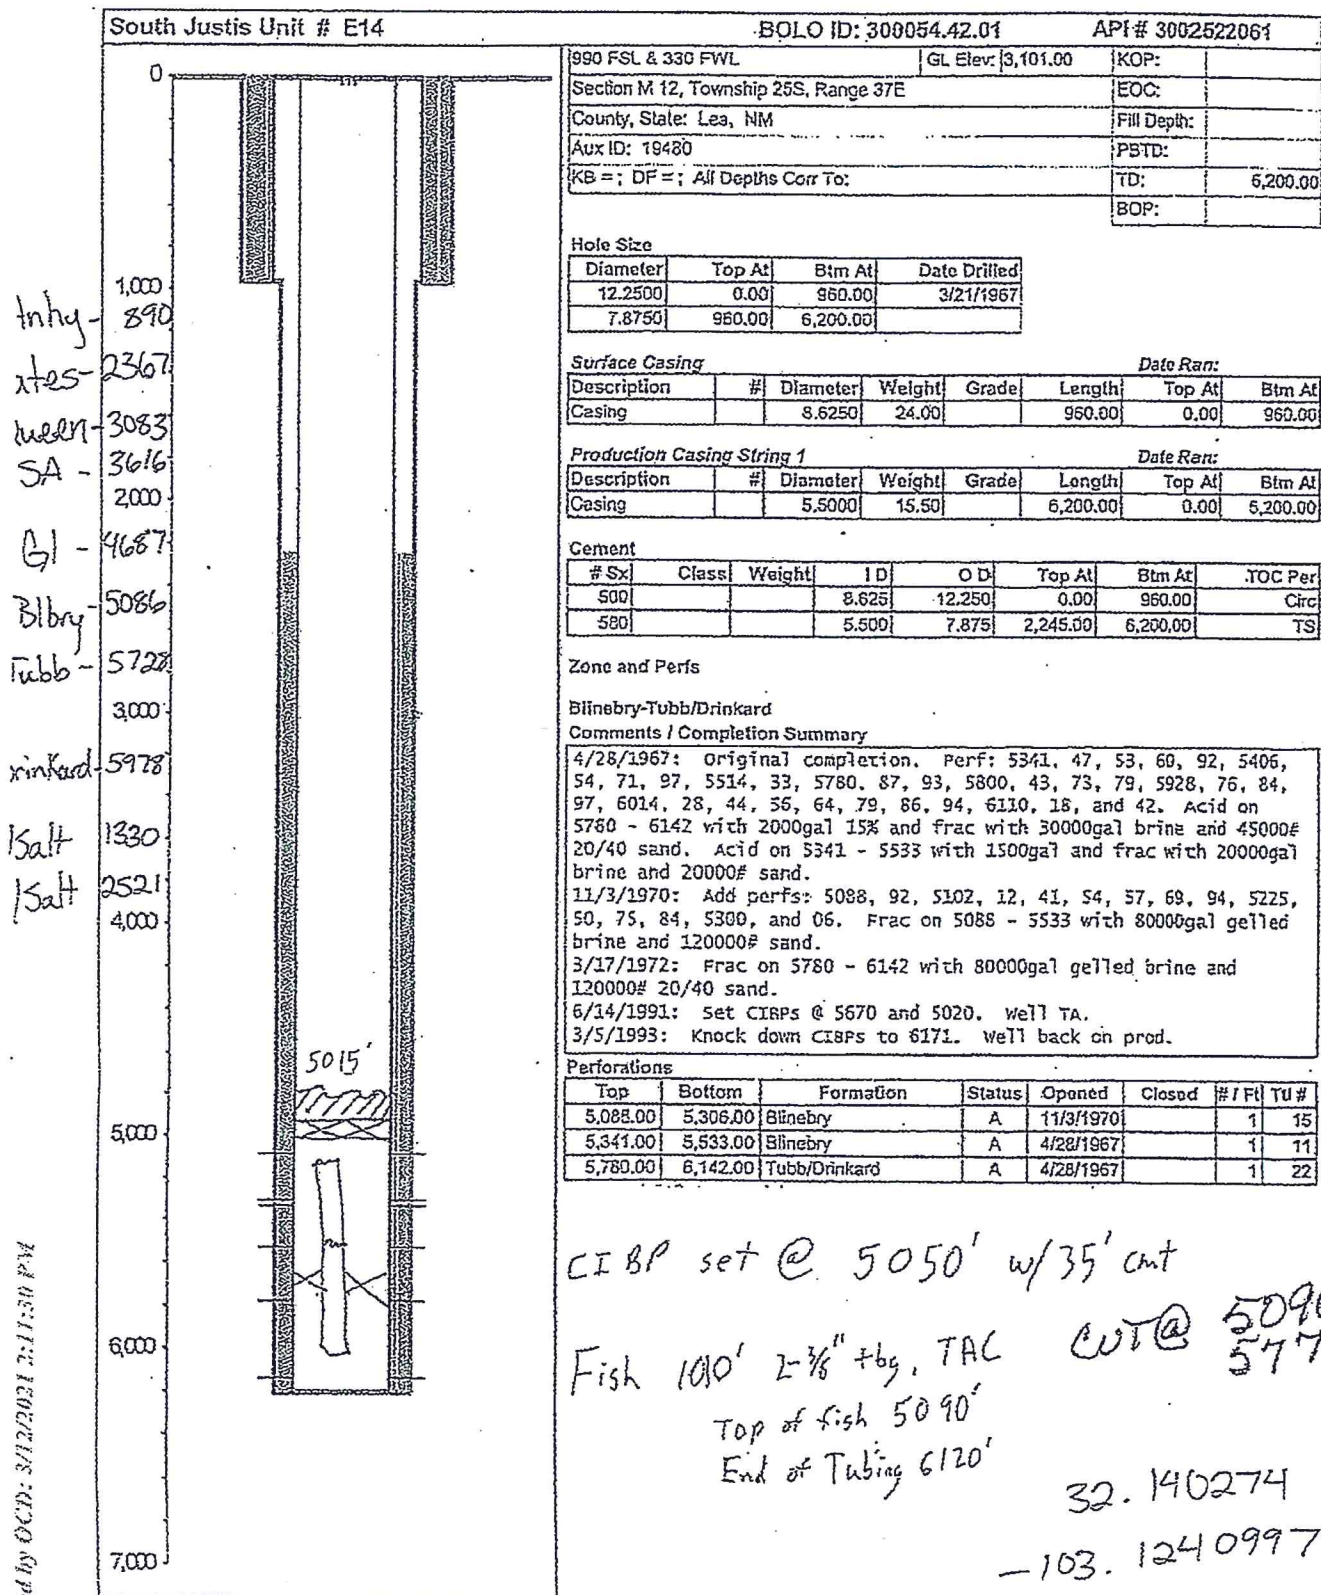 South Justis Unit # E14 BOLO ID: 300054.42.01 API # 3002522061
990 FSL & 330 FWL GL Elev: 3,101.00 KOP:
Section M 12, Township 25S, Range 37E EOC:
County, State: Lea, NM Fill Depth:
Aux ID: 19480 PBTD:
KB = ; DF = ; All Depths Corr To: TD: 6,200.00
BOP:
Hole Size
Diameter Top At Btm At Date Drilled
12.2500 0.00 960.00 3/21/1967
7.8750 960.00 6,200.00
Surface Casing Date Ran:
Description # Diameter Weight Grade Length Top At Btm At
Casing 8.6250 24.00 960.00 0.00 960.00
Production Casing String 1 Date Ran:
Description # Diameter Weight Grade Length Top At Btm At
Casing 5.5000 15.50 6,200.00 0.00 6,200.00
Cement
# Sx Class Weight I D O D Top At Btm At TOC Per
500 8.625 12.250 0.00 960.00 Circ
580 5.500 7.875 2,245.00 6,200.00 TS
Zone and Perfs
Blinebry-Tubb/Drinkard
Comments / Completion Summary
4/28/1967: Original completion. Perf: 5341, 47, 53, 60, 92, 5406,
54, 71, 97, 5514, 33, 5780, 87, 93, 5800, 43, 73, 79, 5928, 76, 84,
97, 6014, 28, 44, 56, 64, 79, 86, 94, 6110, 18, and 42. Acid on
5780 - 6142 with 2000gal 15% and frac with 30000gal brine and 45000#
20/40 sand. Acid on 5341 - 5533 with 1500gal and frac with 20000gal
brine and 20000# sand.
11/3/1970: Add perfs: 5088, 92, 5102, 12, 41, 54, 57, 69, 94, 5225,
50, 75, 84, 5300, and 06. Frac on 5088 - 5533 with 80000gal gelled
brine and 120000# sand.
3/17/1972: Frac on 5780 - 6142 with 80000gal gelled brine and
120000# 20/40 sand.
6/14/1991: Set CIBPs @ 5670 and 5020. Well TA.
3/5/1993: Knock down CIBPs to 6171. Well back on prod.
Perforations
Top Bottom Formation Status Opened Closed # / Ft Ttl #
5,088.00 5,306.00 Blinebry A 11/3/1970 1 15
5,341.00 5,533.00 Blinebry A 4/28/1967 1 11
5,780.00 6,142.00 Tubb/Drinkard A 4/28/1967 1 22
CIBP set @ 5050' w/35' cmt
CUT @ 5090
577
Fish 1010' 2-3/8" tbg, TAC
Top of fish 5090'
End of Tubing 6120'
32.140274
-103.1240997
0
1,000
Inhy - 890
ates - 2367
ueen - 3083
SA - 3616
2,000
Gl - 4687
Blbry - 5086
Tubb - 5728
3,000
rinkard - 5978
Salt 1330
Salt 2521
4,000
5015'
5,000
6,000
7,000
d by OCD: 3/12/2021 2:11:30 PM